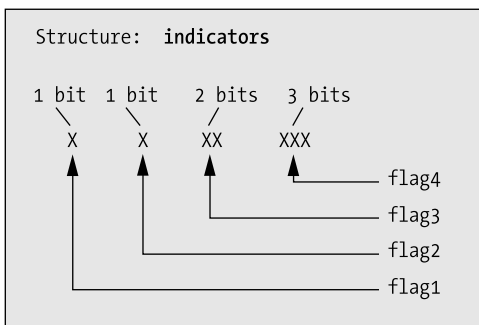 Structure: indicators
1 bit 1 bit 2 bits 3 bits
X X XX XXX
flag4
flag3
flag2
flag1